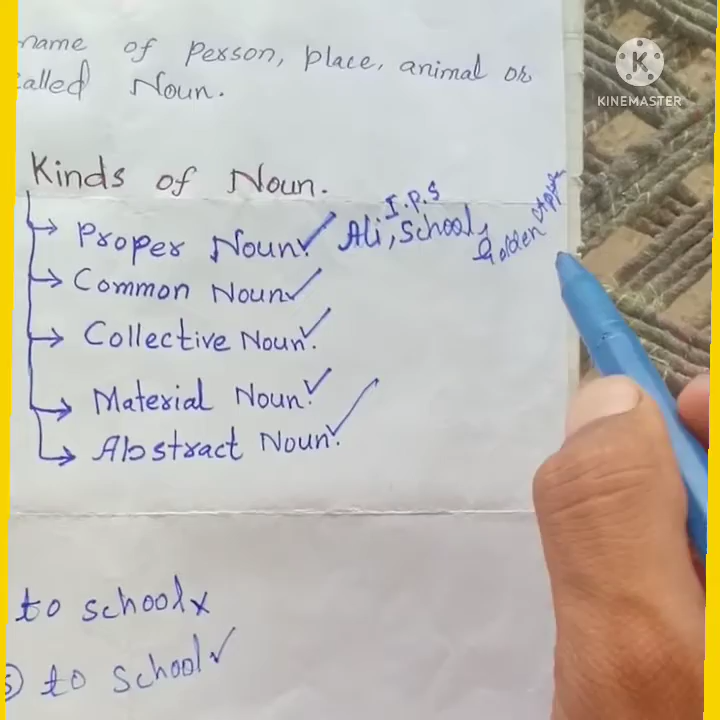 name of person, place, animal or
called Noun.
Kinds of Noun.
I.P.S
Proper Noun. Ali, School, Golden Apple
Common Noun
Collective Noun.
Material Noun.
Abstract Noun.
to school x
s) to school ✓
KINEMASTER